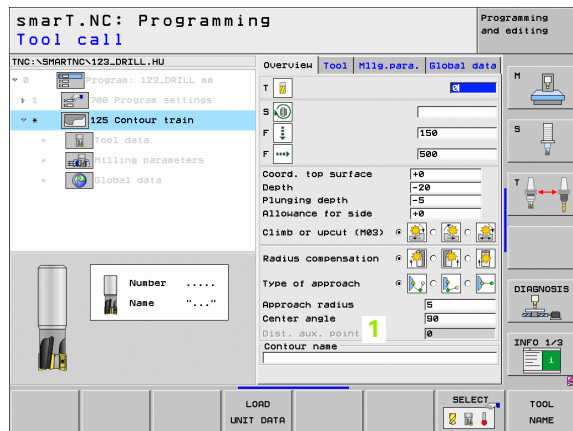 smarT.NC: Programming
Tool call
Programming
and editing
TNC:\SMARTNC\123_DRILL.HU
0 Program: 123_DRILL mm
1 700 Program settings
* 125 Contour train
* Tool data
* Milling parameters
* Global data
Number .....
Name "..."
Overview Tool Mllg.para. Global data
T 0
S
F 150
F 500
Coord. top surface +0
Depth -20
Plunging depth -5
Allowance for side +0
Climb or upcut (M03)
Radius compensation
Type of approach
Approach radius 5
Center angle 90
Dist. aux. point 0
1
Contour name
M
S
T
DIAGNOSIS
INFO 1/3
LOAD
UNIT DATA
SELECT
TOOL
NAME